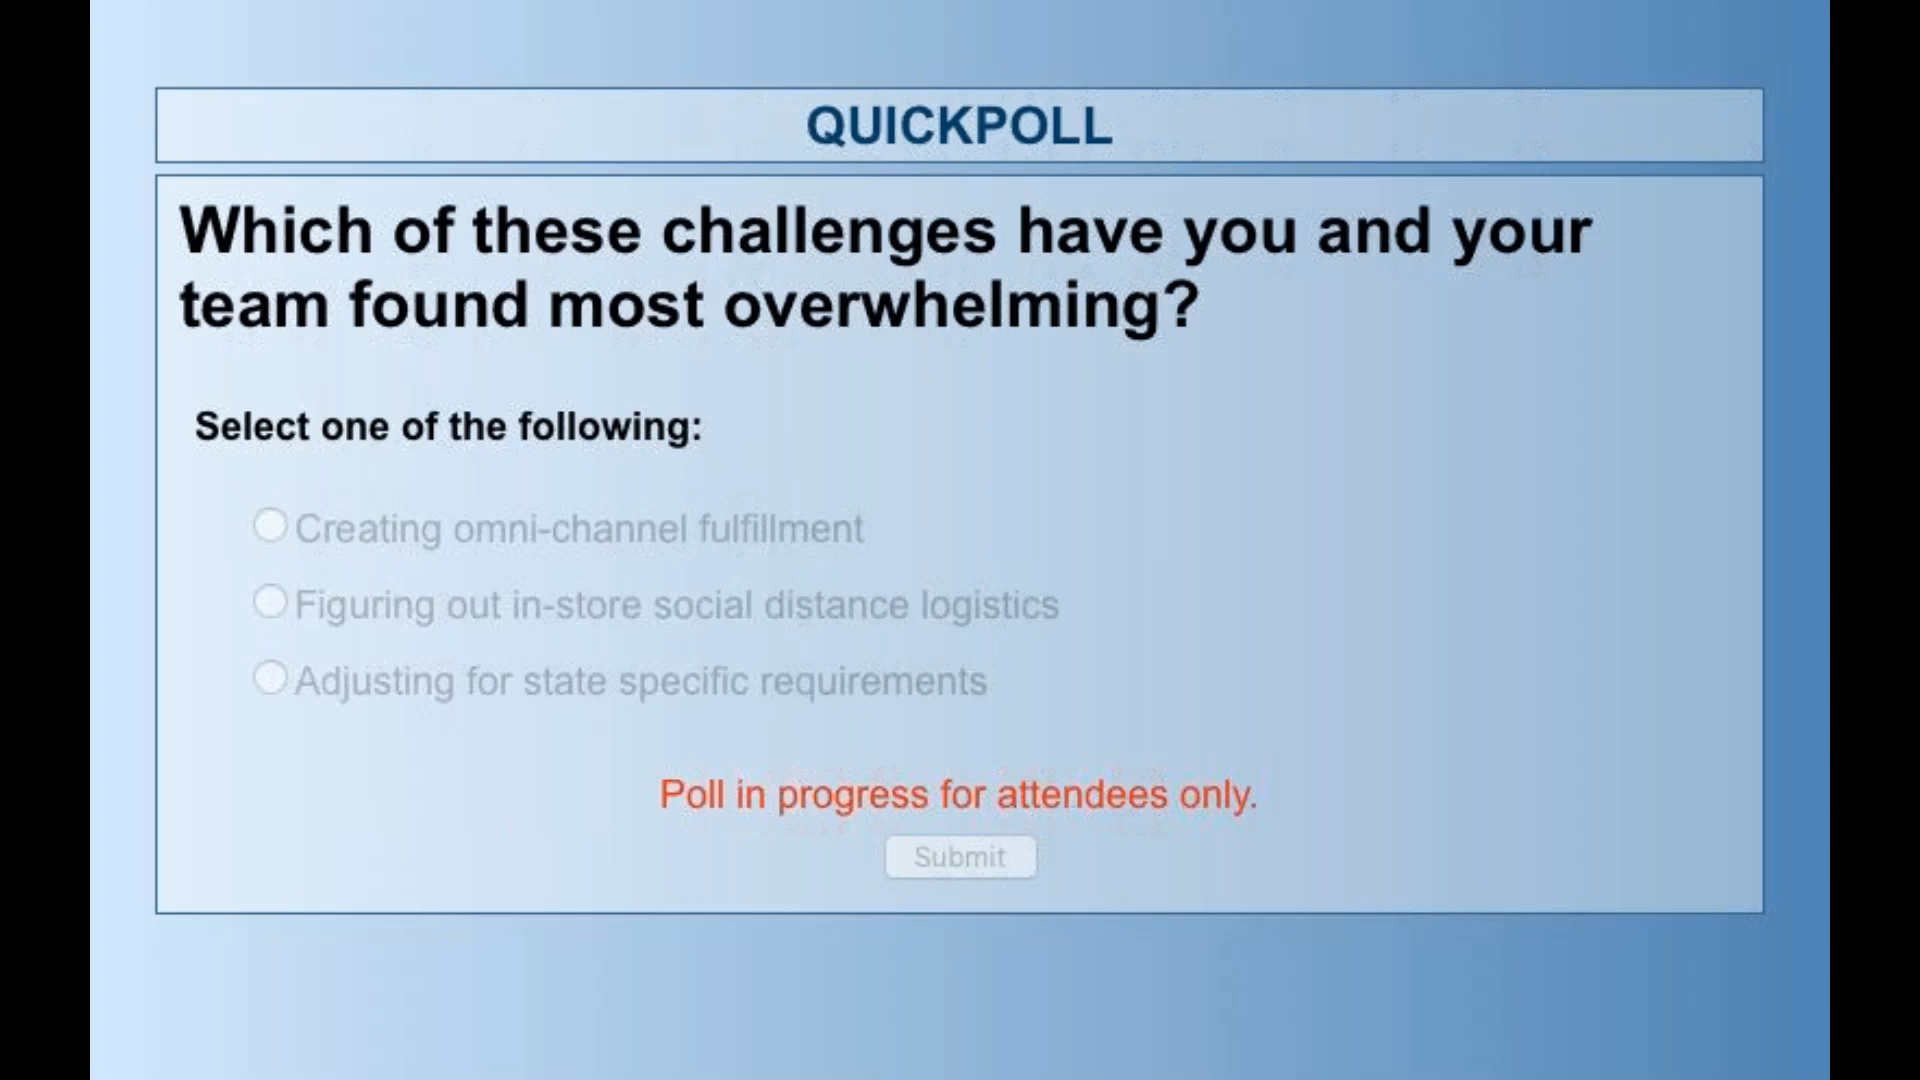 QUICKPOLL
Which of these challenges have you and your
team found most overwhelming?
Select one of the following:
Creating omni-channel fulfillment
Figuring out in-store social distance logistics
Adjusting for state specific requirements
Poll in progress for attendees only.
Submit